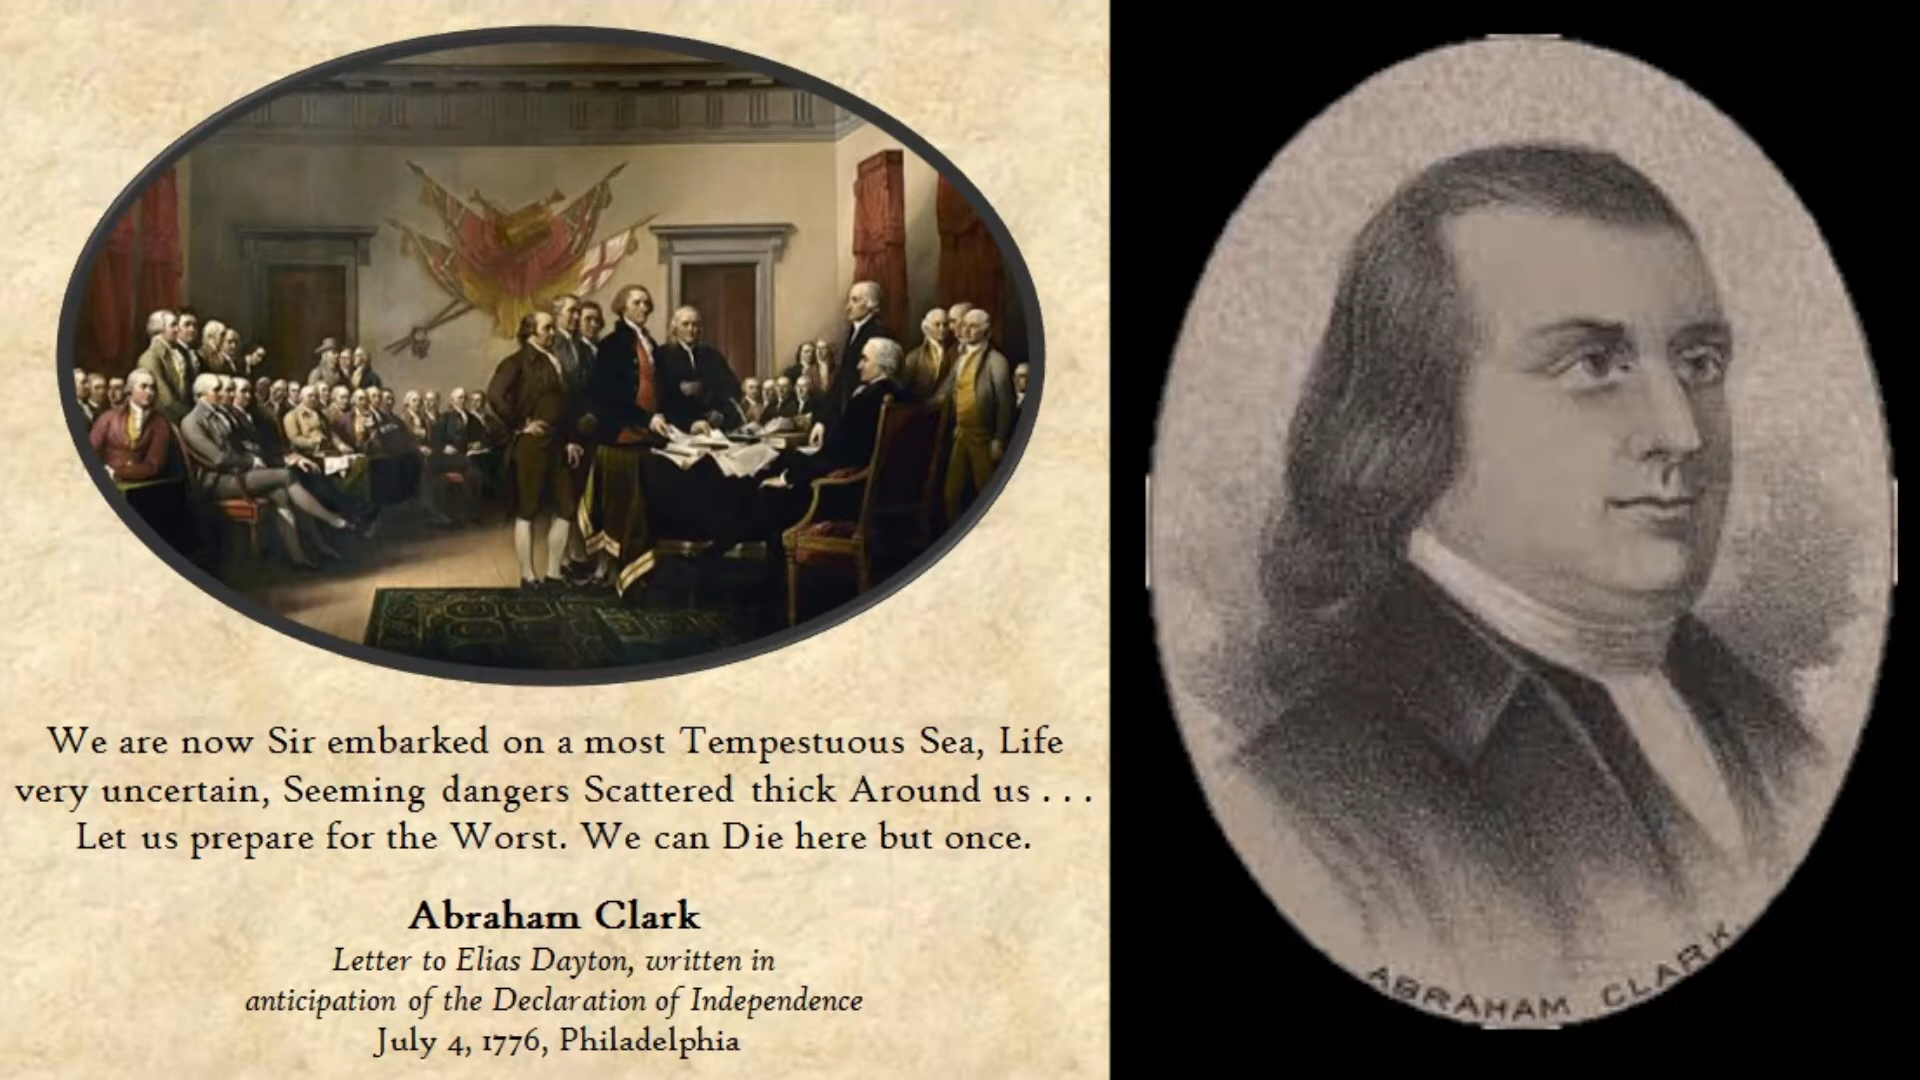 We are now Sir embarked on a most Tempestuous Sea, Life
very uncertain, Seeming dangers Scattered thick Around us . . .
Let us prepare for the Worst. We can Die here but once.
Abraham Clark
Letter to Elias Dayton, written in
anticipation of the Declaration of Independence
July 4, 1776, Philadelphia
ABRAHAM CLARK